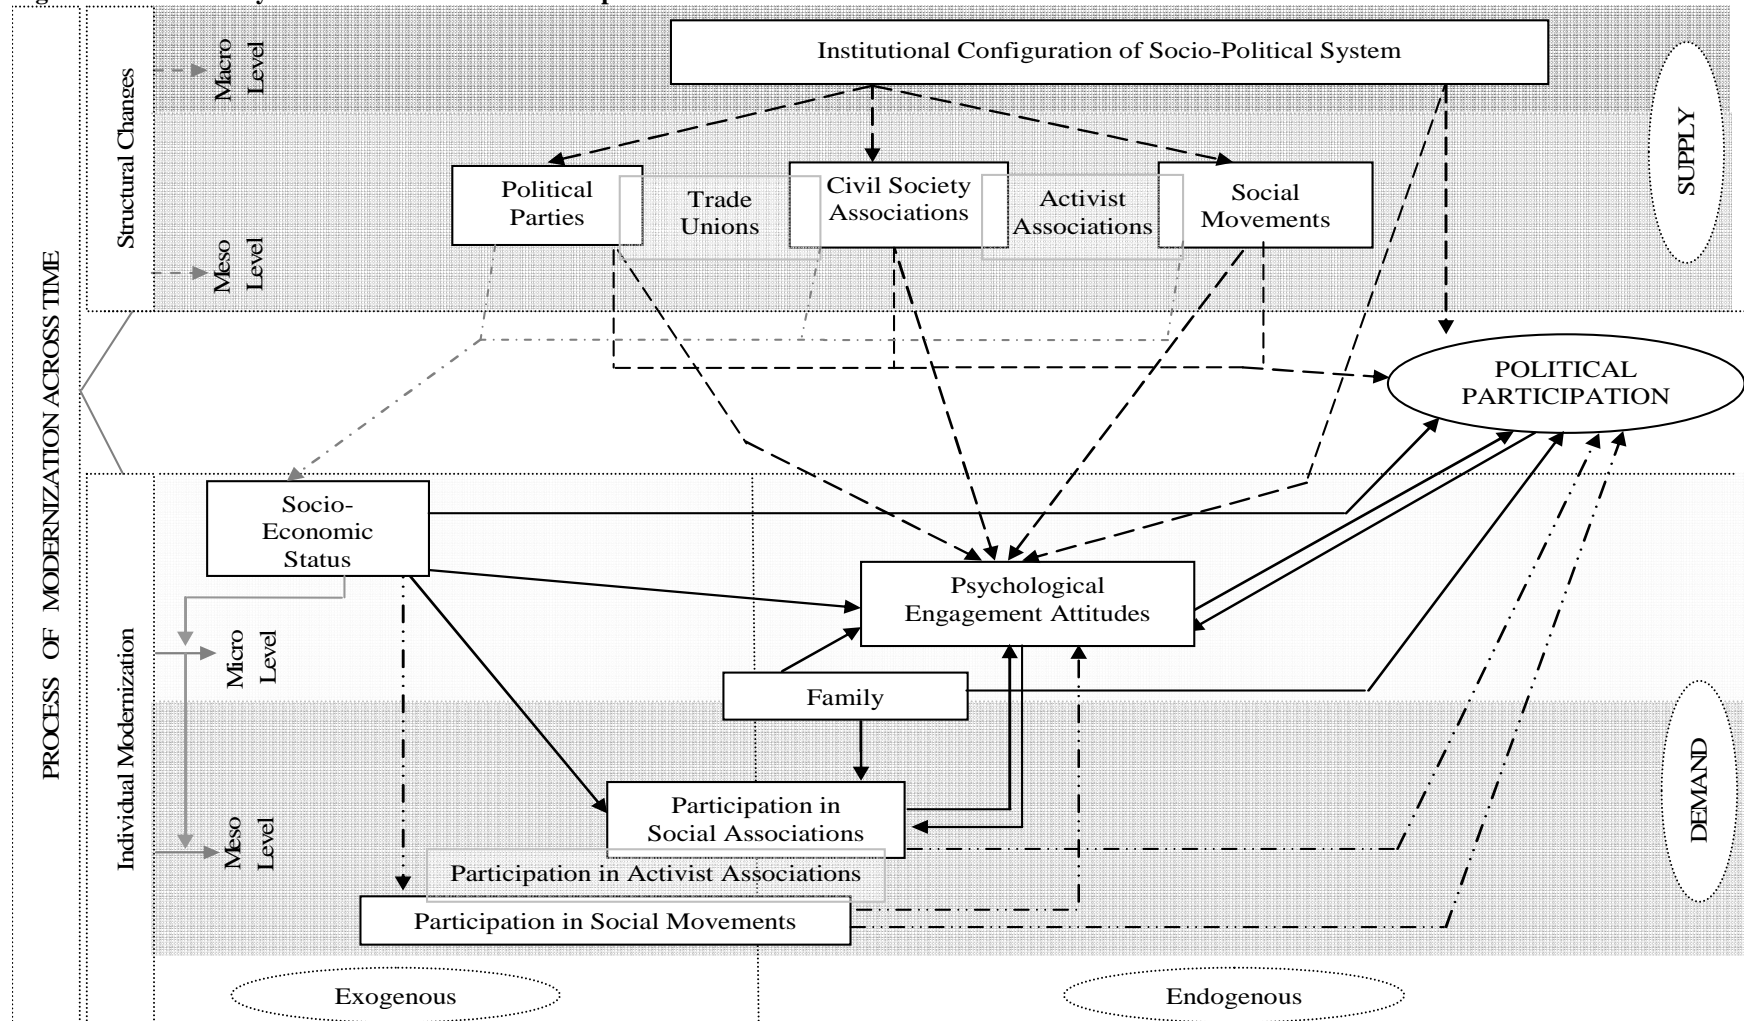 Institutional Configuration of Socio-Political System
Macro
Level
Structural Changes
SUPPLY
Political
Parties
Trade
Unions
Civil Society
Associations
Activist
Associations
Social
Movements
Meso
Level
PROCESS OF MODERNIZATION ACROSS TIME
POLITICAL
PARTICIPATION
Socio-
Economic
Status
Psychological
Engagement Attitudes
Micro
Level
Individual Modernization
Family
DEMAND
Participation in
Social Associations
Meso
Level
Participation in Activist Associations
Participation in Social Movements
Exogenous
Endogenous